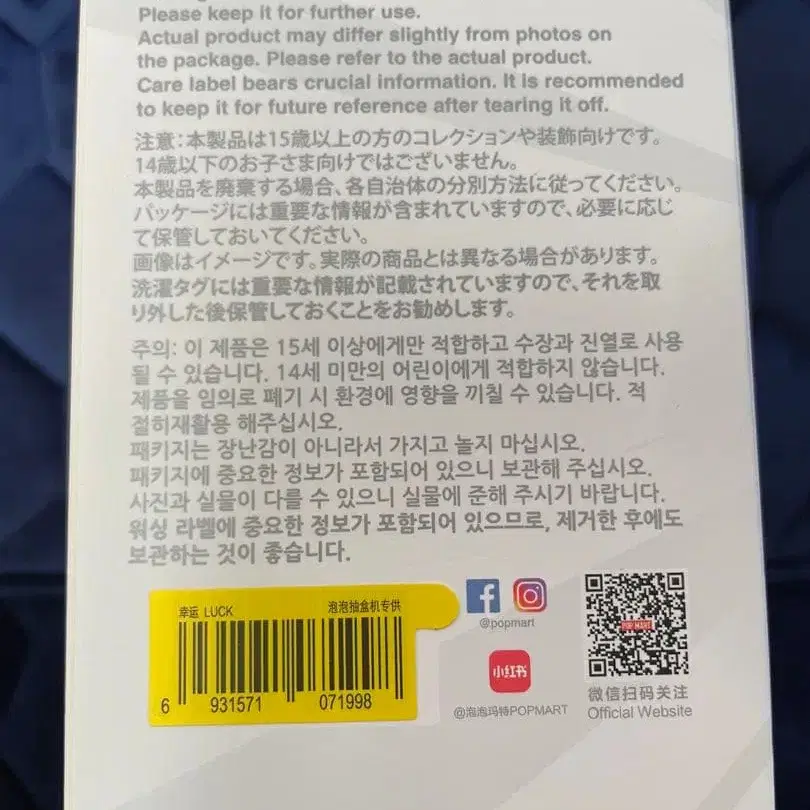 Please keep it for further use.
Actual product may differ slightly from photos on
the package. Please refer to the actual product.
Care label bears crucial information. It is recommended
to keep it for future reference after tearing it off.
注意：本製品は15歳以上の方のコレクションや装飾向けです。
14歳以下のお子さま向けではございません。
本製品を廃棄する場合、各自治体の分別方法に従ってください。
パッケージには重要な情報が含まれていますので、必要に応じ
て保管しておいてください。
画像はイメージです。実際の商品とは異なる場合があります。
洗濯タグには重要な情報が記載されていますので、それを取
り外した後保管しておくことをお勧めします。
주의: 이 제품은 15세 이상에게만 적합하고 수장과 진열로 사용
될 수 있습니다. 14세 미만의 어린이에게 적합하지 않습니다.
제품을 임의로 폐기 시 환경에 영향을 끼칠 수 있습니다. 적
절히재활용 해주십시오.
패키지는 장난감이 아니라서 가지고 놀지 마십시오.
패키지에 중요한 정보가 포함되어 있으니 보관해 주십시오.
사진과 실물이 다를 수 있으니 실물에 준해 주시기 바랍니다.
워싱 라벨에 중요한 정보가 포함되어 있으므로, 제거한 후에도
보관하는 것이 좋습니다.
幸运 LUCK 泡泡抽盒机专供
6 931571 071998
@popmart
小红书
@泡泡玛特POPMART
POP MART
微信扫码关注
Official Website